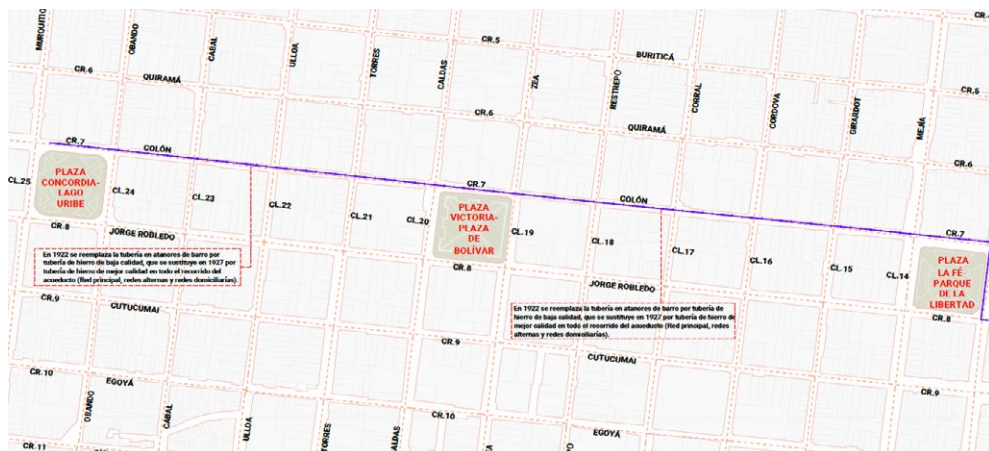 MURQUITO
OBANDO
CABAL
ULLOA
TORRES
CALDAS
ZEA
RESTREPO
CORRAL
CORDOVA
GIRARDOT
MEJÍA
CR.5
BURITICÁ
CR.5
CR.6
QUIRAMÁ
CR.6
QUIRAMÁ
CR.6
CR.7
COLÓN
CR.7
COLÓN
CR.7
CL.25
PLAZA
CONCORDIA-
LAGO
URIBE
CL.24
CL.23
CL.22
CL.21
CL.20
PLAZA
VICTORIA-
PLAZA
DE
BOLÍVAR
CL.19
CL.18
CL.17
CL.16
CL.15
CL.14
PLAZA
LA FÉ
PARQUE
DE LA
LIBERTAD
CR.8
JORGE ROBLEDO
CR.8
JORGE ROBLEDO
CR.8
En 1922 se reemplaza la tubería en atanores de barro por
tubería de hierro de baja calidad, que se sustituye en 1927 por
tubería de hierro de mejor calidad en todo el recorrido del
acueducto (Red principal, redes alternas y redes domiciliarías).
En 1922 se reemplaza la tubería en atanores de barro por tubería de
hierro de baja calidad, que se sustituye en 1927 por tubería de hierro de
mejor calidad en todo el recorrido del acueducto (Red principal, redes
alternas y redes domiciliarías).
CR.9
CUTUCUMAI
CR.9
CUTUCUMAI
CR.9
CR.10
EGOYÁ
CR.10
EGOYÁ
CR.11
OBANDO
CABAL
ULLOA
TORRES